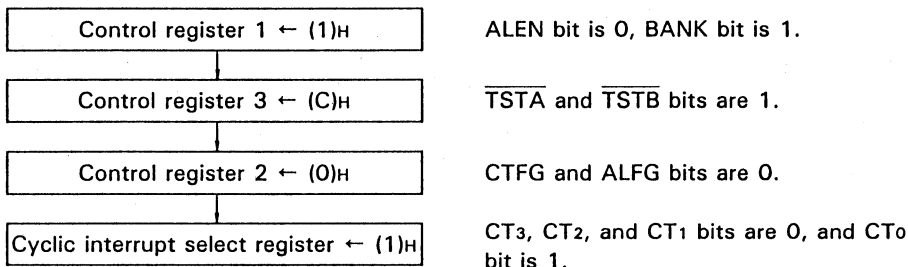 Control register 1 ← (1)H
ALEN bit is 0, BANK bit is 1.
Control register 3 ← (C)H
TSTA and TSTB bits are 1.
Control register 2 ← (0)H
CTFG and ALFG bits are 0.
Cyclic interrupt select register ← (1)H
CT3, CT2, and CT1 bits are 0, and CT0
bit is 1.